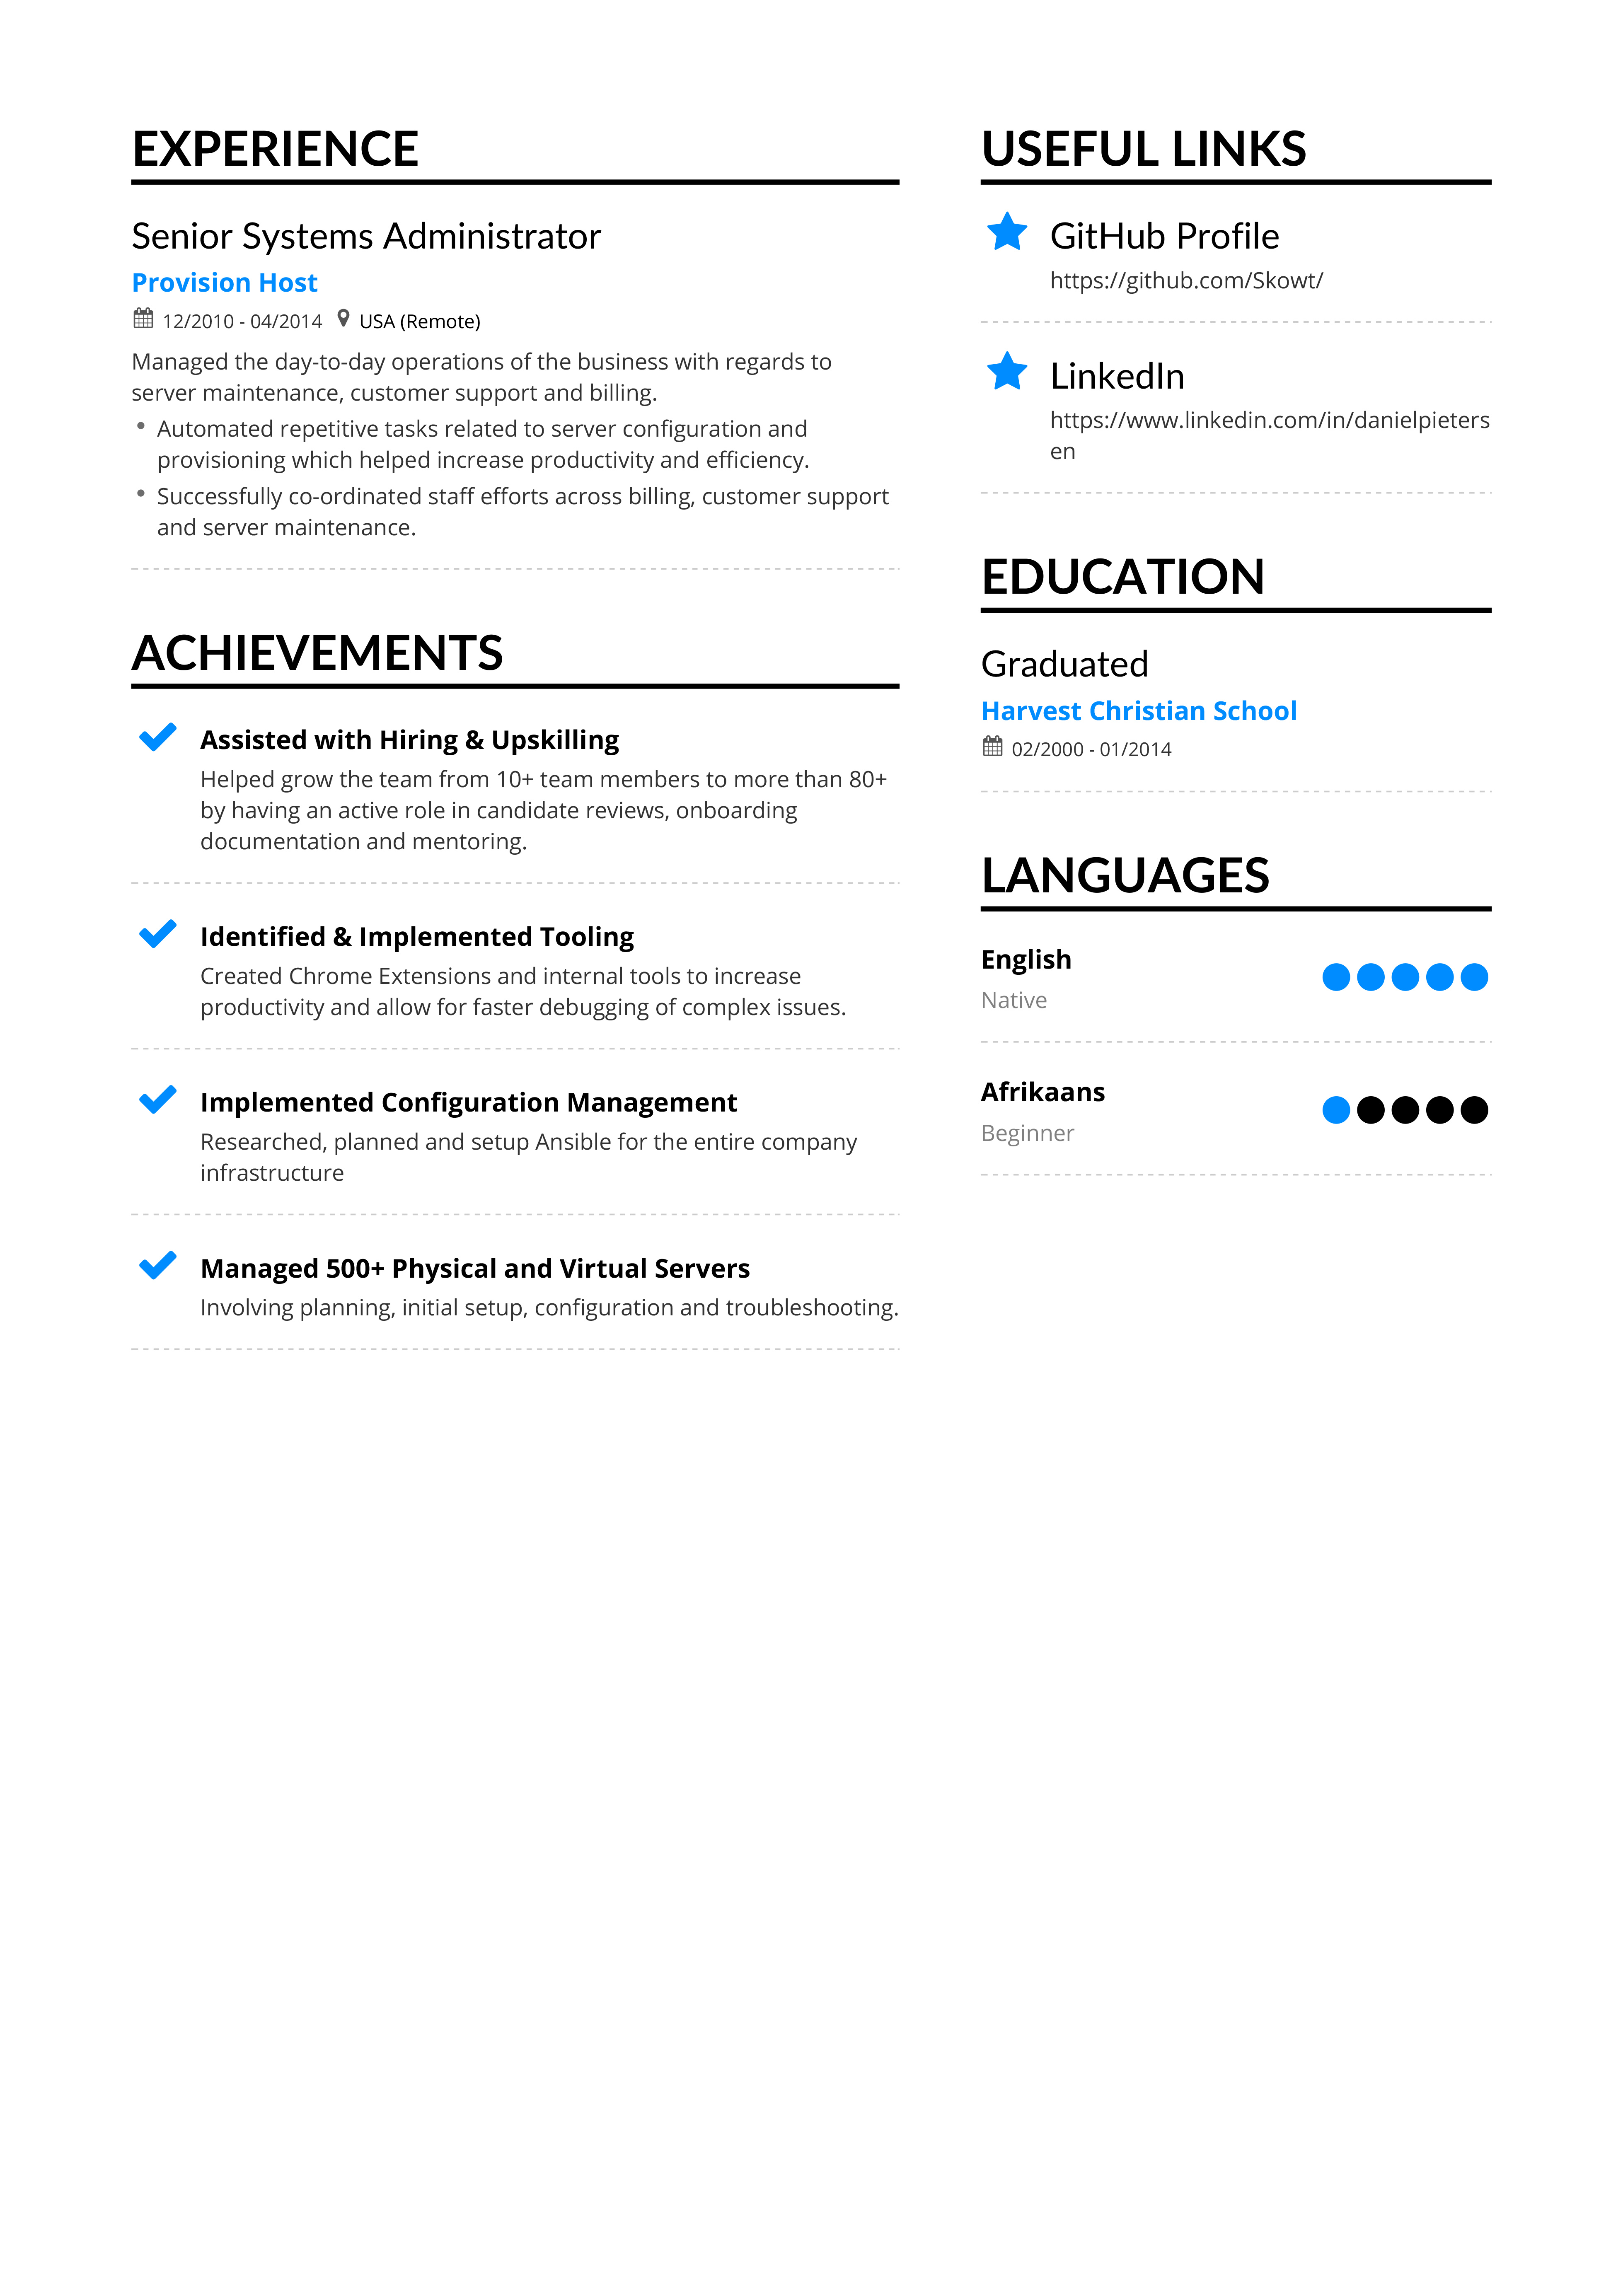 EXPERIENCE
Senior Systems Administrator
Provision Host
12/2010 - 04/2014 USA (Remote)
Managed the day-to-day operations of the business with regards to
server maintenance, customer support and billing.
• Automated repetitive tasks related to server configuration and
provisioning which helped increase productivity and efficiency.
• Successfully co-ordinated staff efforts across billing, customer support
and server maintenance.
ACHIEVEMENTS
Assisted with Hiring & Upskilling
Helped grow the team from 10+ team members to more than 80+
by having an active role in candidate reviews, onboarding
documentation and mentoring.
Identified & Implemented Tooling
Created Chrome Extensions and internal tools to increase
productivity and allow for faster debugging of complex issues.
Implemented Configuration Management
Researched, planned and setup Ansible for the entire company
infrastructure
Managed 500+ Physical and Virtual Servers
Involving planning, initial setup, configuration and troubleshooting.
USEFUL LINKS
GitHub Profile
https://github.com/Skowt/
LinkedIn
https://www.linkedin.com/in/danielpieters
en
EDUCATION
Graduated
Harvest Christian School
02/2000 - 01/2014
LANGUAGES
English
Native
Afrikaans
Beginner